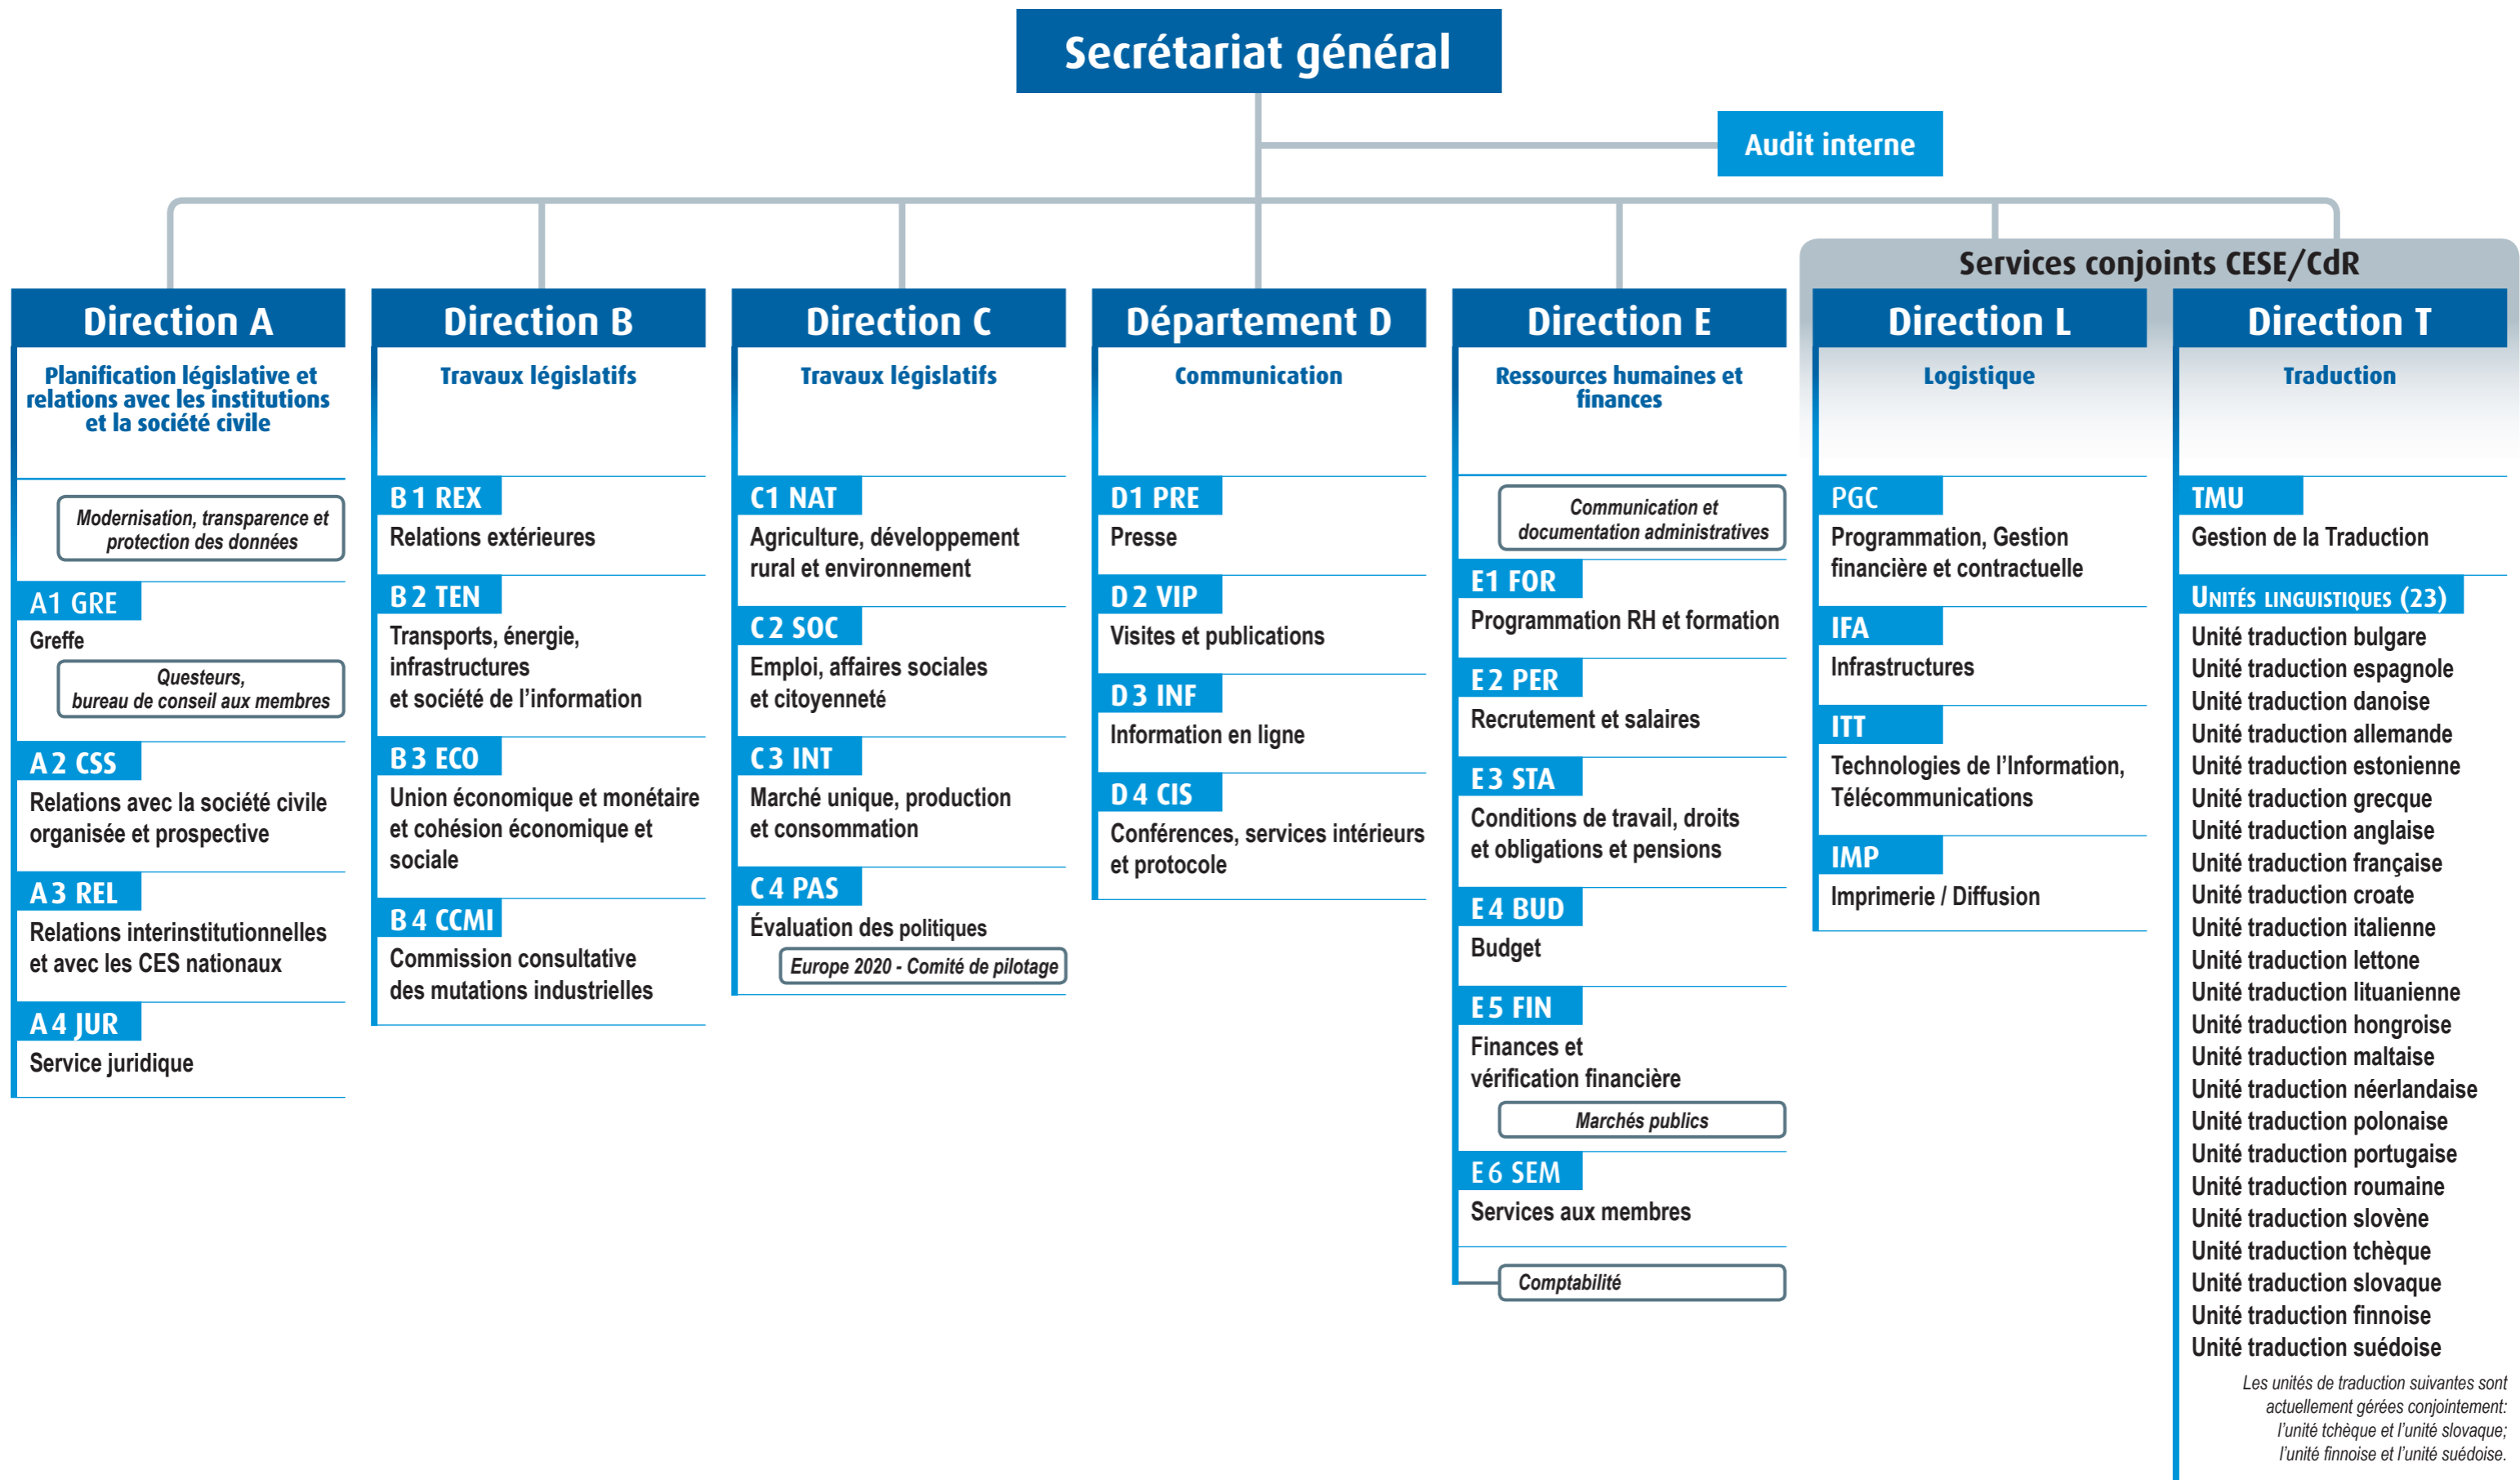 Secrétariat général
Audit interne
Services conjoints CESE/CdR
Direction A
Planification législative et
relations avec les institutions
et la société civile
Modernisation, transparence et
protection des données
A1 GRE
Greffe
Questeurs,
bureau de conseil aux membres
A2 CSS
Relations avec la société civile
organisée et prospective
A3 REL
Relations interinstitutionnelles
et avec les CES nationaux
A4 JUR
Service juridique
Direction B
Travaux législatifs
B1 REX
Relations extérieures
B2 TEN
Transports, énergie,
infrastructures
et société de l'information
B3 ECO
Union économique et monétaire
et cohésion économique et
sociale
B4 CCMI
Commission consultative
des mutations industrielles
Direction C
Travaux législatifs
C1 NAT
Agriculture, développement
rural et environnement
C2 SOC
Emploi, affaires sociales
et citoyenneté
C3 INT
Marché unique, production
et consommation
C4 PAS
Évaluation des politiques
Europe 2020 - Comité de pilotage
Département D
Communication
D1 PRE
Presse
D2 VIP
Visites et publications
D3 INF
Information en ligne
D4 CIS
Conférences, services intérieurs
et protocole
Direction E
Ressources humaines et
finances
Communication et
documentation administratives
E1 FOR
Programmation RH et formation
E2 PER
Recrutement et salaires
E3 STA
Conditions de travail, droits
et obligations et pensions
E4 BUD
Budget
E5 FIN
Finances et
vérification financière
Marchés publics
E6 SEM
Services aux membres
Comptabilité
Direction L
Logistique
PGC
Programmation, Gestion
financière et contractuelle
IFA
Infrastructures
ITT
Technologies de l'Information,
Télécommunications
IMP
Imprimerie / Diffusion
Direction T
Traduction
TMU
Gestion de la Traduction
Unités linguistiques (23)
Unité traduction bulgare
Unité traduction espagnole
Unité traduction danoise
Unité traduction allemande
Unité traduction estonienne
Unité traduction grecque
Unité traduction anglaise
Unité traduction française
Unité traduction croate
Unité traduction italienne
Unité traduction lettone
Unité traduction lituanienne
Unité traduction hongroise
Unité traduction maltaise
Unité traduction néerlandaise
Unité traduction polonaise
Unité traduction portugaise
Unité traduction roumaine
Unité traduction slovène
Unité traduction tchèque
Unité traduction slovaque
Unité traduction finnoise
Unité traduction suédoise
Les unités de traduction suivantes sont
actuellement gérées conjointement:
l'unité tchèque et l'unité slovaque;
l'unité finnoise et l'unité suédoise.